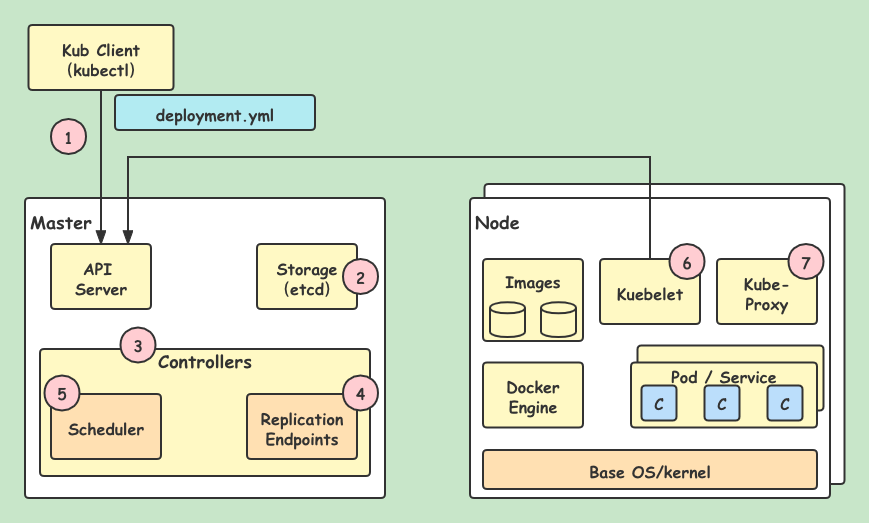 Kub Client
(kubectl)
deployment.yml
1
Master
Node
API
Server
Storage
(etcd)
2
Images
6
Kuebelet
7
Kube-
Proxy
3
Controllers
5
Scheduler
4
Replication
Endpoints
Docker
Engine
Pod / Service
C
C
C
Base OS/kernel